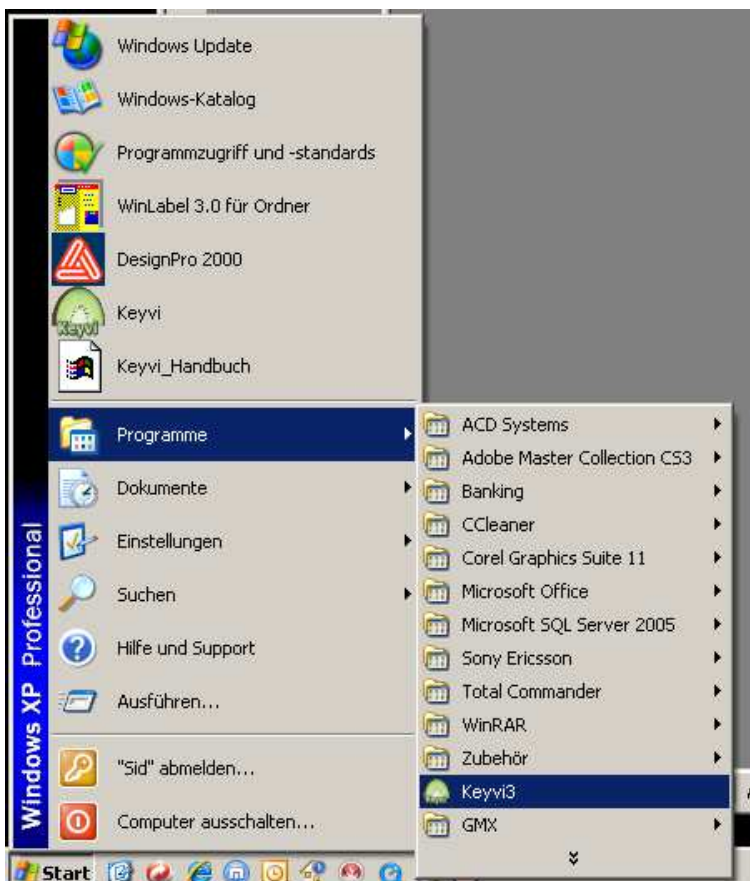 Windows Update
Windows-Katalog
Programmzugriff und -standards
WinLabel 3.0 für Ordner
DesignPro 2000
Keyvi
Keyvi
Keyvi_Handbuch
Programme
Dokumente
Einstellungen
Suchen
Hilfe und Support
Ausführen...
"Sid" abmelden...
Computer ausschalten...
Windows XP Professional
ACD Systems
Adobe Master Collection CS3
Banking
CCleaner
Corel Graphics Suite 11
Microsoft Office
Microsoft SQL Server 2005
Sony Ericsson
Total Commander
WinRAR
Zubehör
Keyvi3
GMX
Start